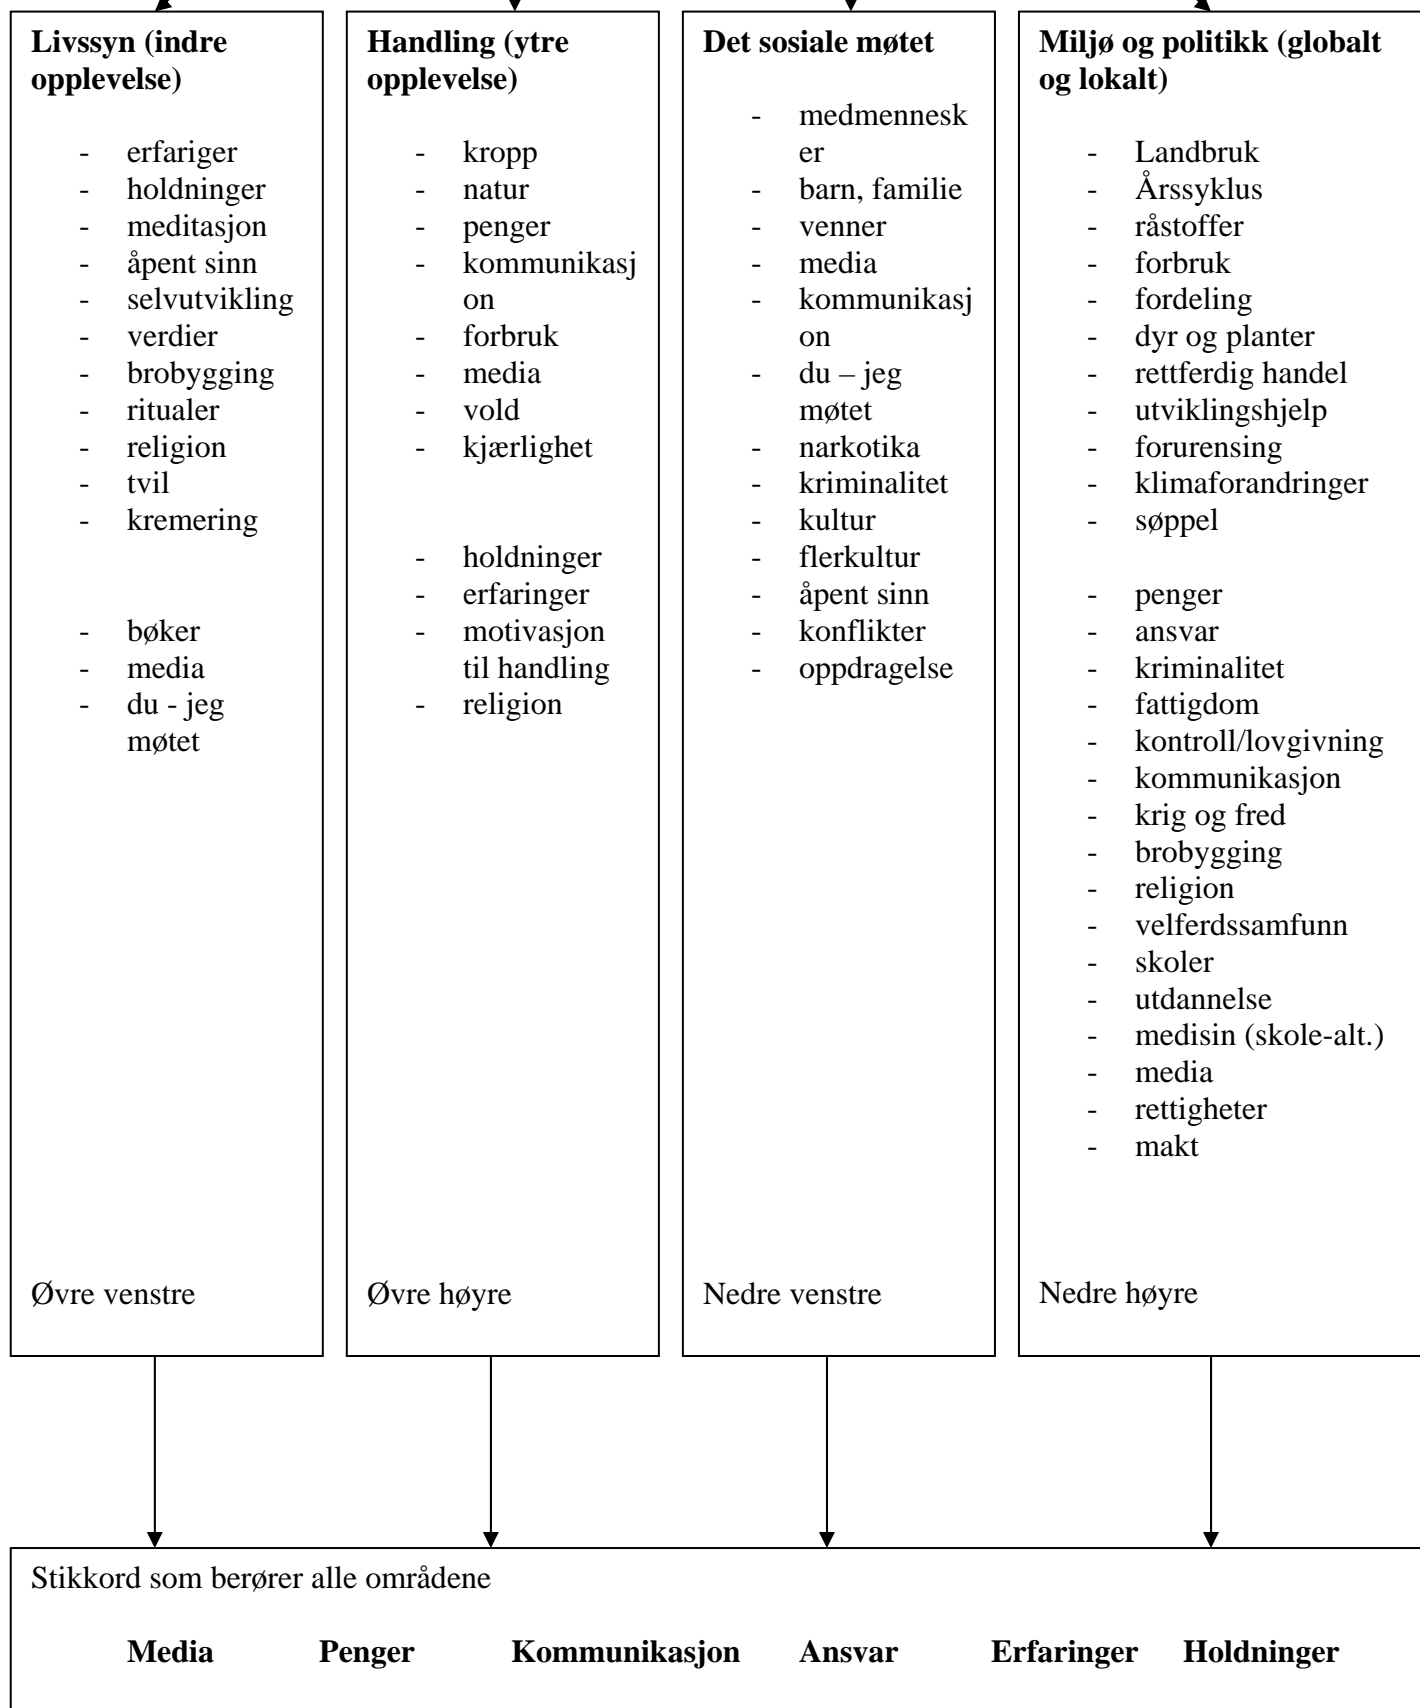 Livssyn (indre
opplevelse)
- erfariger
- holdninger
- meditasjon
- åpent sinn
- selvutvikling
- verdier
- brobygging
- ritualer
- religion
- tvil
- kremering
- bøker
- media
- du - jeg
møtet
Øvre venstre
Handling (ytre
opplevelse)
- kropp
- natur
- penger
- kommunikasj
on
- forbruk
- media
- vold
- kjærlighet
- holdninger
- erfaringer
- motivasjon
til handling
- religion
Øvre høyre
Det sosiale møtet
- medmennesk
er
- barn, familie
- venner
- media
- kommunikasj
on
- du – jeg
møtet
- narkotika
- kriminalitet
- kultur
- flerkultur
- åpent sinn
- konflikter
- oppdragelse
Nedre venstre
Miljø og politikk (globalt
og lokalt)
- Landbruk
- Årssyklus
- råstoffer
- forbruk
- fordeling
- dyr og planter
- rettferdig handel
- utviklingshjelp
- forurensing
- klimaforandringer
- søppel
- penger
- ansvar
- kriminalitet
- fattigdom
- kontroll/lovgivning
- kommunikasjon
- krig og fred
- brobygging
- religion
- velferdssamfunn
- skoler
- utdannelse
- medisin (skole-alt.)
- media
- rettigheter
- makt
Nedre høyre
Stikkord som berører alle områdene
Media Penger Kommunikasjon Ansvar Erfaringer Holdninger